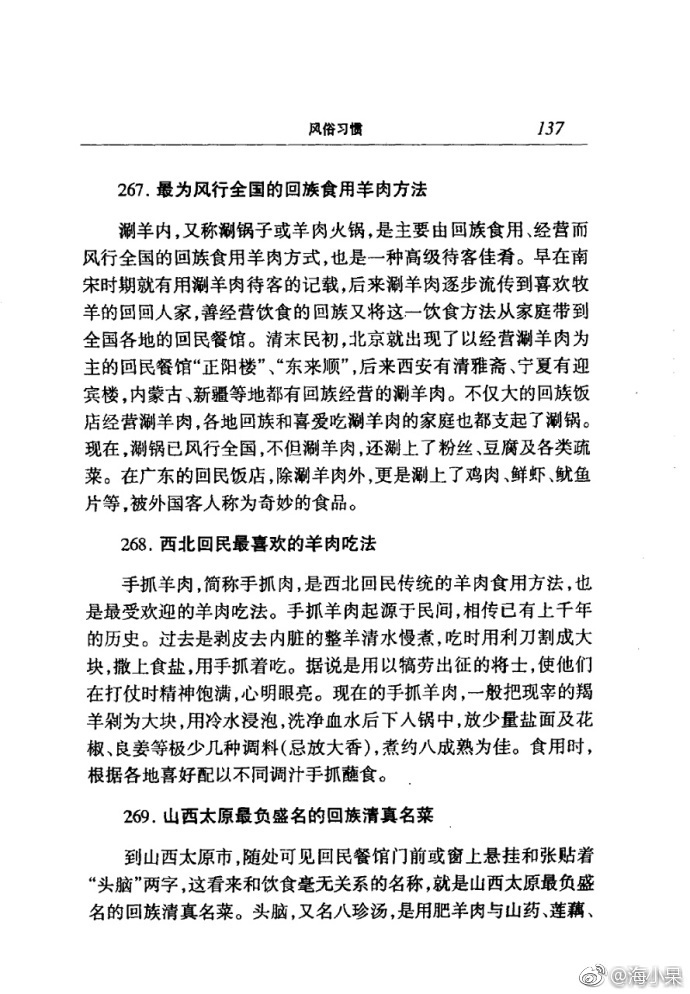 风俗习惯 137
267. 最为风行全国的回族食用羊肉方法
涮羊内,又称涮锅子或羊肉火锅,是主要由回族食用、经营而
风行全国的回族食用羊肉方式,也是一种高级待客佳肴。早在南
宋时期就有用涮羊肉待客的记载,后来涮羊肉逐步流传到喜欢牧
羊的回回人家,善经营饮食的回族又将这一饮食方法从家庭带到
全国各地的回民餐馆。清末民初,北京就出现了以经营涮羊肉为
主的回民餐馆“正阳楼”、“东来顺”,后来西安有清雅斋、宁夏有迎
宾楼,内蒙古、新疆等地都有回族经营的涮羊肉。不仅大的回族饭
店经营涮羊肉,各地回族和喜爱吃涮羊肉的家庭也都支起了涮锅。
现在,涮锅已风行全国,不但涮羊肉,还涮上了粉丝、豆腐及各类疏
菜。在广东的回民饭店,除涮羊肉外,更是涮上了鸡肉、鲜虾、鱿鱼
片等,被外国客人称为奇妙的食品。
268. 西北回民最喜欢的羊肉吃法
手抓羊肉,简称手抓肉,是西北回民传统的羊肉食用方法,也
是最受欢迎的羊肉吃法。手抓羊肉起源于民间,相传已有上千年
的历史。过去是剥皮去内脏的整羊清水慢煮,吃时用利刀割成大
块,撒上食盐,用手抓着吃。据说是用以犒劳出征的将士,使他们
在打仗时精神饱满,心明眼亮。现在的手抓羊肉,一般把现宰的羯
羊剁为大块,用冷水浸泡,洗净血水后下人锅中,放少量盐面及花
椒、良姜等极少几种调料(忌放大香),煮约八成熟为佳。食用时,
根据各地喜好配以不同调汁手抓蘸食。
269. 山西太原最负盛名的回族清真名菜
到山西太原市,随处可见回民餐馆门前或窗上悬挂和张贴着
“头脑”两字,这看来和饮食毫无关系的名称,就是山西太原最负盛
名的回族清真名菜。头脑,又名八珍汤,是用肥羊肉与山药、莲藕、
@海小呆